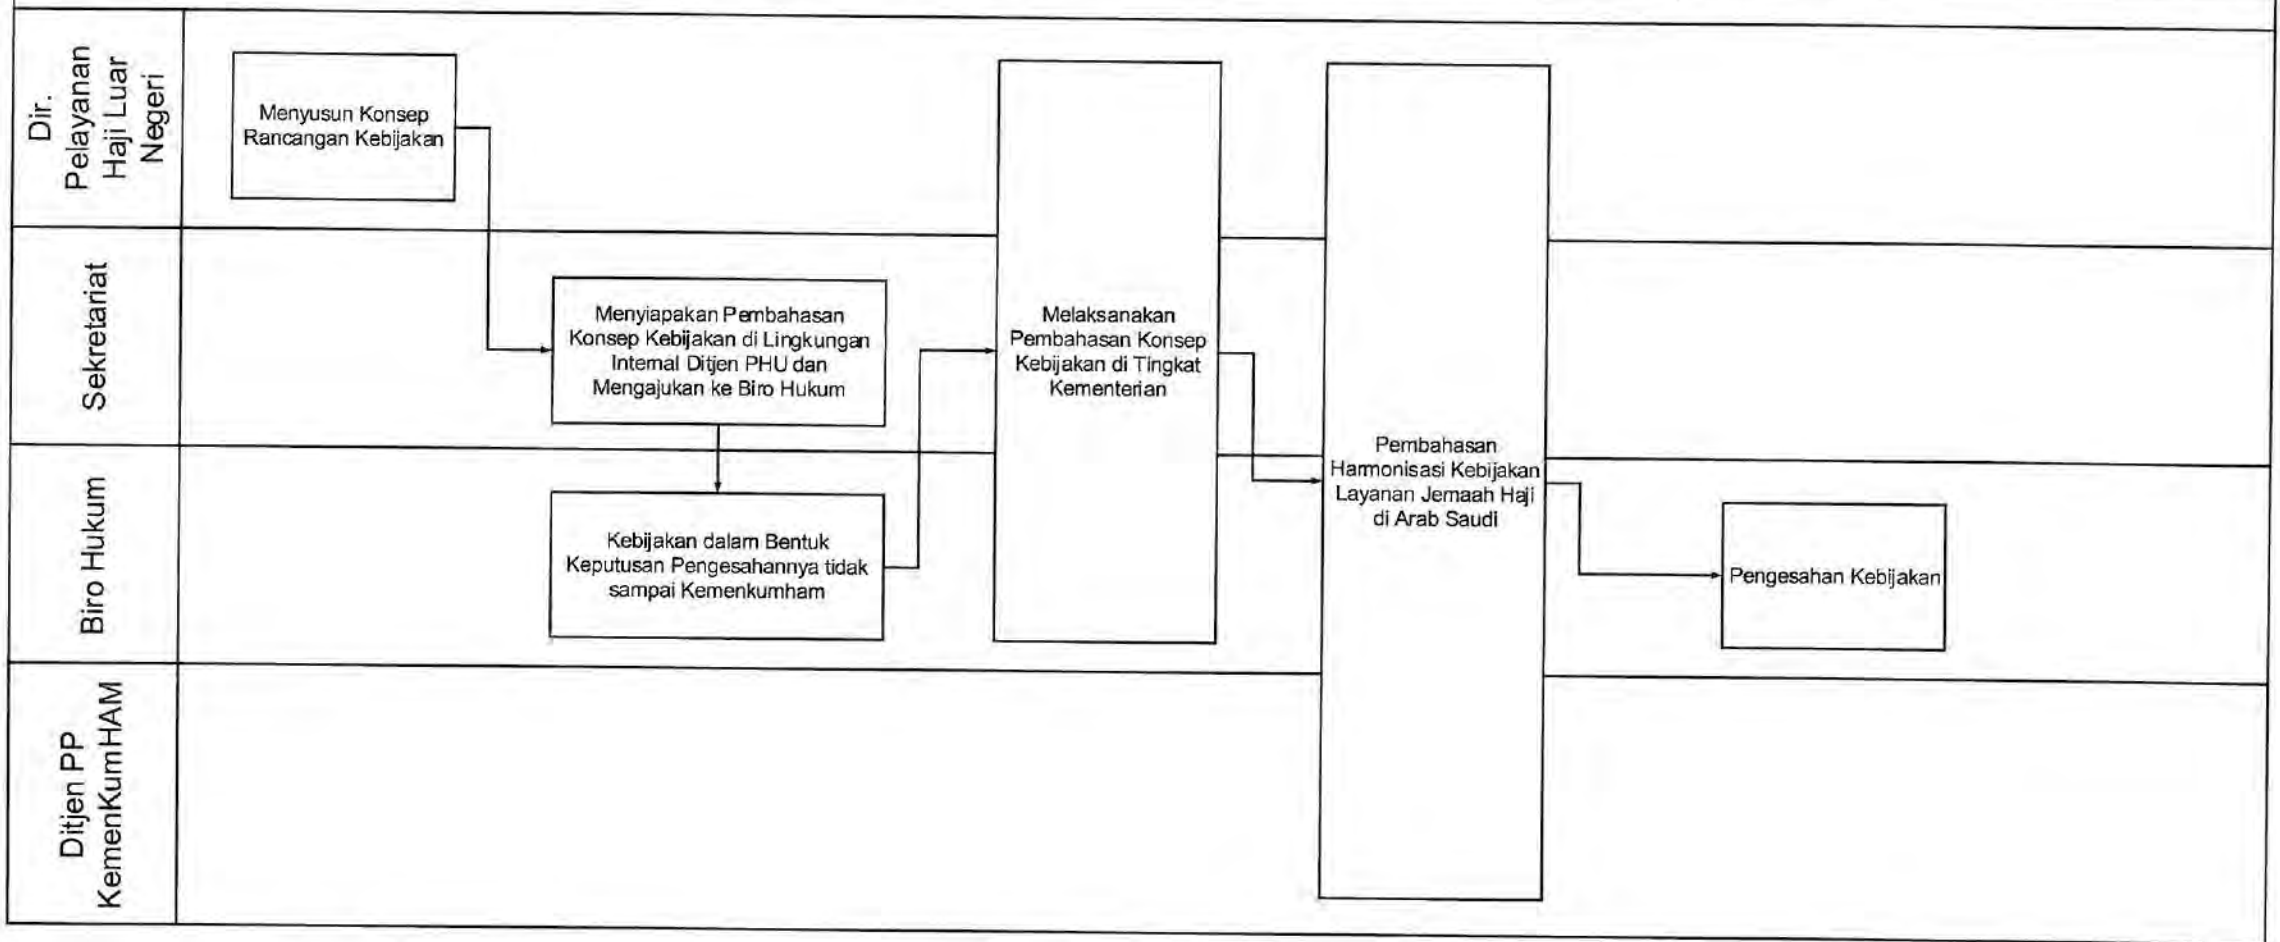 Dir.
Pelayanan
Haji Luar
Negeri
Menyusun Konsep
Rancangan Kebijakan
Sekretariat
Menyiapakan Pembahasan
Konsep Kebijakan di Lingkungan
Internal Ditjen PHU dan
Mengajukan ke Biro Hukum
Melaksanakan
Pembahasan Konsep
Kebijakan di Tingkat
Kementerian
Biro Hukum
Kebijakan dalam Bentuk
Keputusan Pengesahannya tidak
sampai Kemenkumham
Pembahasan
Harmonisasi Kebijakan
Layanan Jemaah Haji
di Arab Saudi
Pengesahan Kebijakan
Ditjen PP
KemenKumHAM